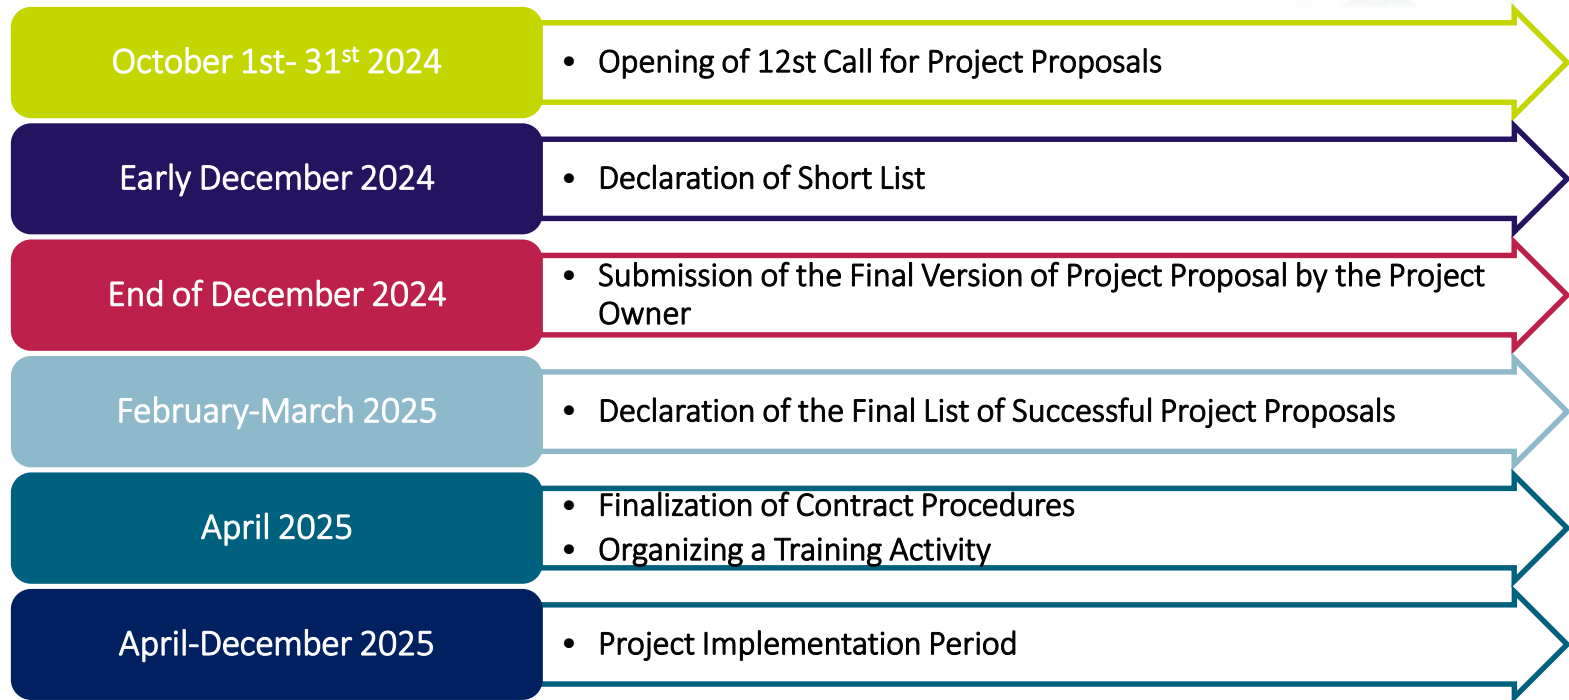 October 1st- 31st 2024
• Opening of 12st Call for Project Proposals
Early December 2024
• Declaration of Short List
End of December 2024
• Submission of the Final Version of Project Proposal by the Project
Owner
February-March 2025
• Declaration of the Final List of Successful Project Proposals
April 2025
• Finalization of Contract Procedures
• Organizing a Training Activity
April-December 2025
• Project Implementation Period